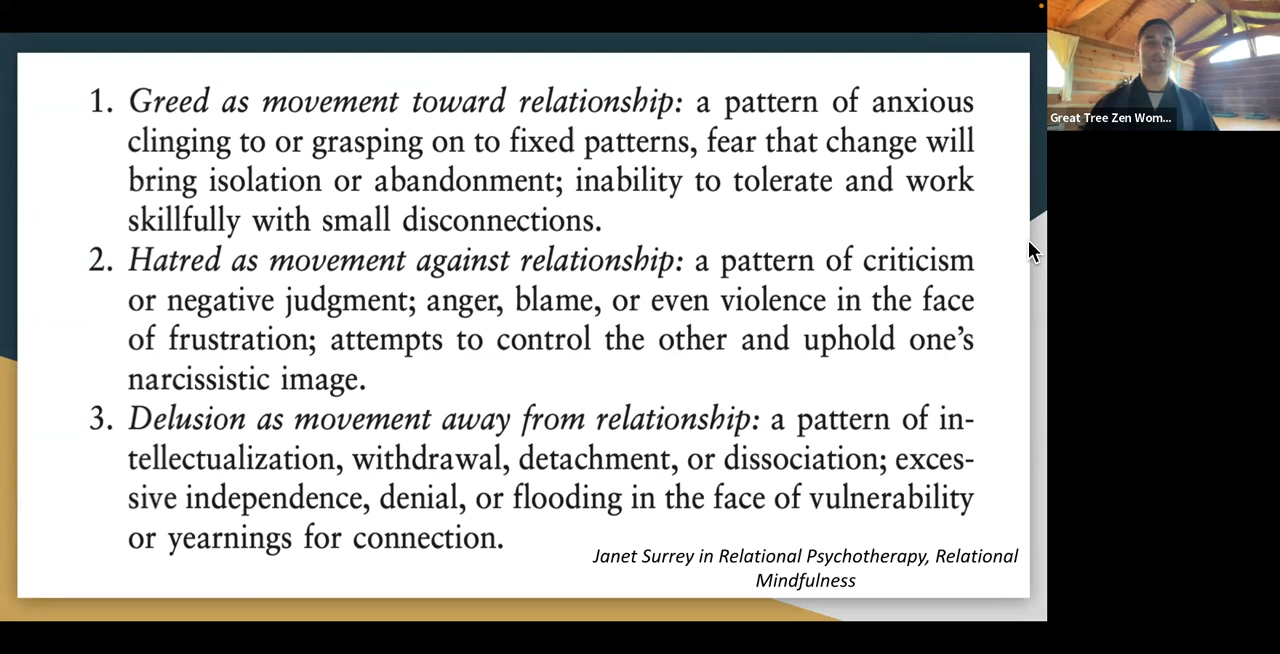 1. Greed as movement toward relationship: a pattern of anxious
clinging to or grasping on to fixed patterns, fear that change will
bring isolation or abandonment; inability to tolerate and work
skillfully with small disconnections.
2. Hatred as movement against relationship: a pattern of criticism
or negative judgment; anger, blame, or even violence in the face
of frustration; attempts to control the other and uphold one’s
narcissistic image.
3. Delusion as movement away from relationship: a pattern of in-
tellectualization, withdrawal, detachment, or dissociation; exces-
sive independence, denial, or flooding in the face of vulnerability
or yearnings for connection.
Janet Surrey in Relational Psychotherapy, Relational
Mindfulness
Great Tree Zen Wom...